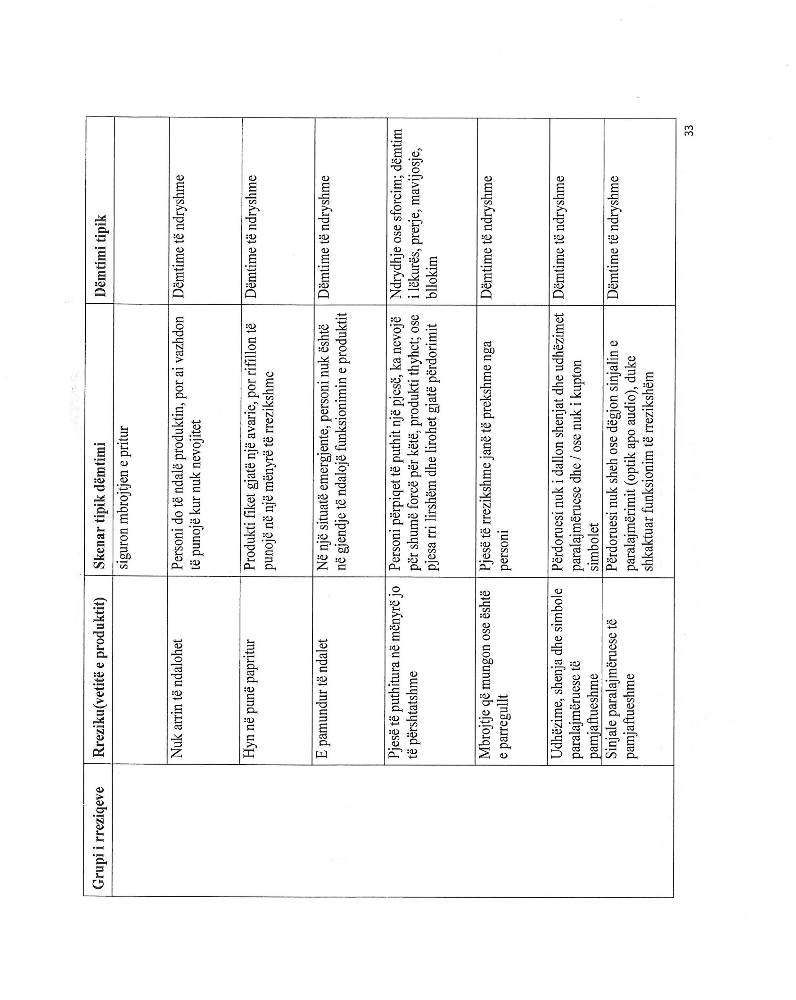 Grupi i rreziqeve Rreziku(vetitë e produktit) Skenar tipik dëmtimi Dëmtimi tipik
siguron mbrojtjen e pritur
Nuk arrin të ndalohet
Personi do të ndalë produktin, por ai vazhdon
të punojë kur nuk nevojitet
Dëmtime të ndryshme
Hyn në punë papritur
Produkti fiket gjatë një avarie, por rifillon të
punojë në një mënyrë të rrezikshme
Dëmtime të ndryshme
E pamundur të ndalet
Në një situatë emergjente, personi nuk është
në gjendje të ndalojë funksionimin e produktit
Dëmtime të ndryshme
Pjesë të puthitura në mënyrë jo
të përshtatshme
Personi përpiqet të puthit një pjesë, ka nevojë
për shumë forcë për këtë, produkti thyhet; ose
pjesa rri lirshëm dhe lirohet gjatë përdorimit
Ndrydhje ose sforcim; dëmtim
i lëkurës, prerje, mavijosje,
bllokim
Mbrojtje që mungon ose është
e parregullt
Pjesë të rrezikshme janë të prekshme nga
personi
Dëmtime të ndryshme
Udhëzime, shenja dhe simbole
paralajmëruese të
pamjaftueshme
Përdoruesi nuk i dallon shenjat dhe udhëzimet
paralajmëruese dhe / ose nuk i kupton
simbolet
Dëmtime të ndryshme
Sinjale paralajmëruese të
pamjaftueshme
Përdoruesi nuk sheh ose dëgjon sinjalin e
paralajmërimit (optik apo audio), duke
shkaktuar funksionim të rrezikshëm
Dëmtime të ndryshme
33